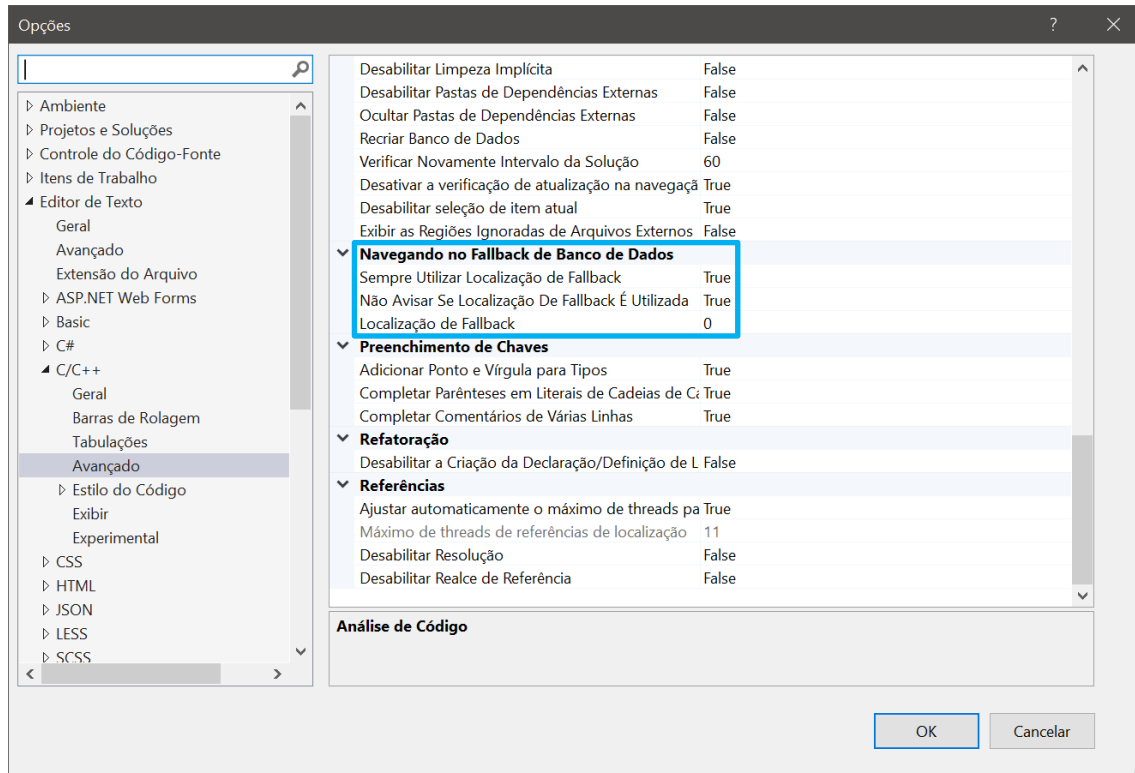 Opções
Ambiente
Projetos e Soluções
Controle do Código-Fonte
Itens de Trabalho
Editor de Texto
Geral
Avançado
Extensão do Arquivo
ASP.NET Web Forms
Basic
C#
C/C++
Geral
Barras de Rolagem
Tabulações
Avançado
Estilo do Código
Exibir
Experimental
CSS
HTML
JSON
LESS
SCSS
Desabilitar Limpeza Implícita False
Desabilitar Pastas de Dependências Externas False
Ocultar Pastas de Dependências Externas False
Recriar Banco de Dados False
Verificar Novamente Intervalo da Solução 60
Desativar a verificação de atualização na navegaçã True
Desabilitar seleção de item atual True
Exibir as Regiões Ignoradas de Arquivos Externos False
Navegando no Fallback de Banco de Dados
Sempre Utilizar Localização de Fallback True
Não Avisar Se Localização De Fallback É Utilizada True
Localização de Fallback 0
Preenchimento de Chaves
Adicionar Ponto e Vírgula para Tipos True
Completar Parênteses em Literais de Cadeias de Ca True
Completar Comentários de Várias Linhas True
Refatoração
Desabilitar a Criação da Declaração/Definição de L False
Referências
Ajustar automaticamente o máximo de threads pa True
Máximo de threads de referências de localização 11
Desabilitar Resolução False
Desabilitar Realce de Referência False
Análise de Código
OK Cancelar